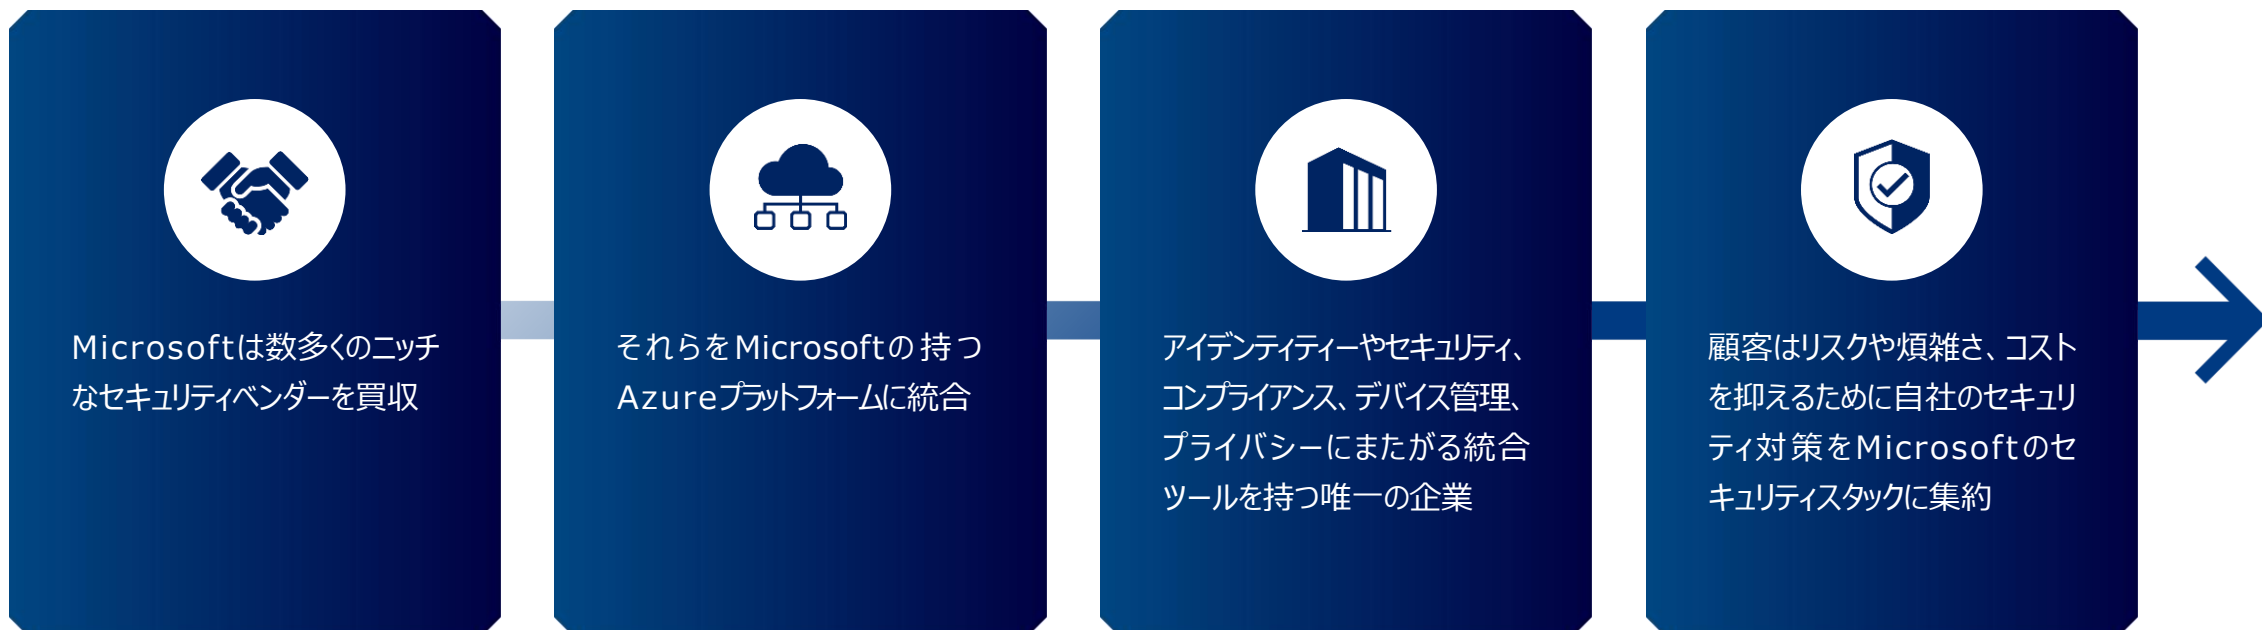 Microsoftは数多くのニッチ
なセキュリティベンダーを買収
それらをMicrosoftの持つ
Azureプラットフォームに統合
アイデンティティーやセキュリティ、
コンプライアンス、デバイス管理、
プライバシーにまたがる統合
ツールを持つ唯一の企業
顧客はリスクや煩雑さ、コスト
を抑えるために自社のセキュリ
ティ対策をMicrosoftのセ
キュリティスタックに集約